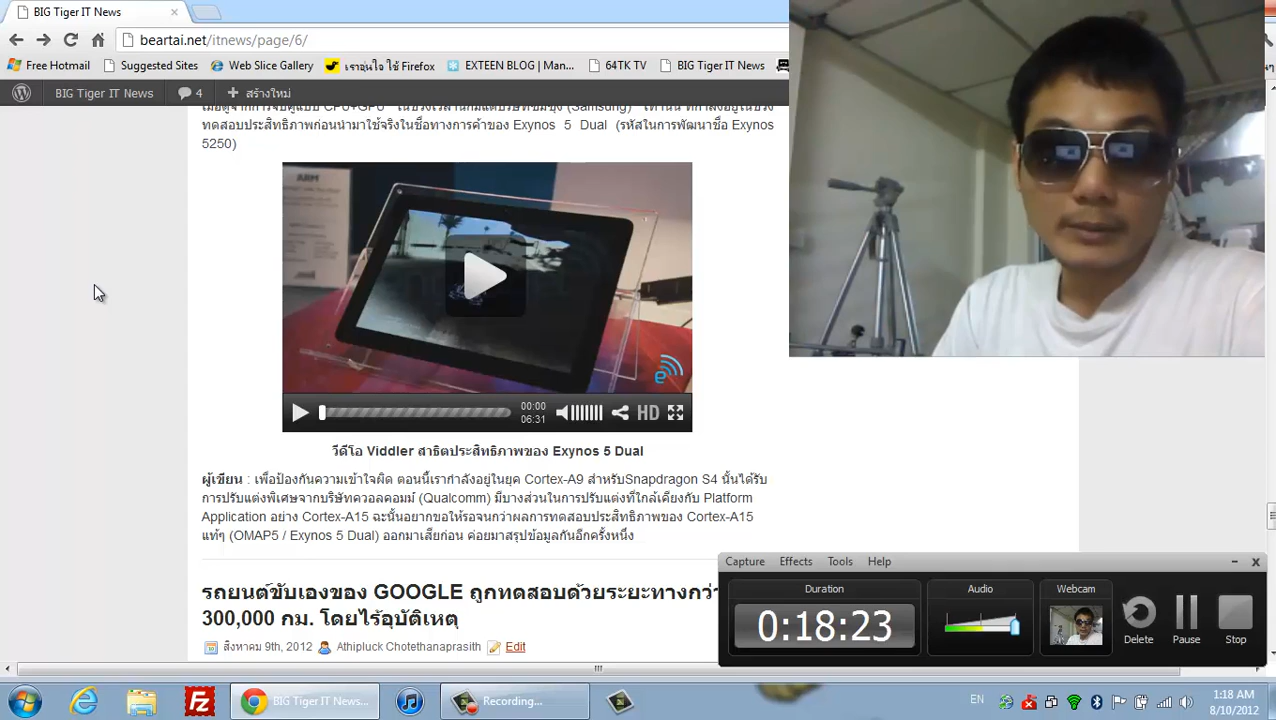 BIG Tiger IT News
beartai.net/itnews/page/6/
Free Hotmail Suggested Sites Web Slice Gallery เราอุ่นใจ ใช้ Firefox EXTEEN BLOG | Man... 64TK TV BIG Tiger IT News
BIG Tiger IT News 4 สร้างใหม่
ทดสอบประสิทธิภาพก่อนนำมาใช้จริงในชื่อทางการค้าของ Exynos 5 Dual (รหัสในการพัฒนาชื่อ Exynos
5250)
ARM
00:00
06:31
HD
วีดีโอ Viddler สาธิตประสิทธิภาพของ Exynos 5 Dual
ผู้เขียน : เพื่อป้องกันความเข้าใจผิด ตอนนี้เรากำลังอยู่ในยุค Cortex-A9 สำหรับSnapdragon S4 นั้นได้รับ
การปรับแต่งพิเศษจากบริษัทควอลคอมม์ (Qualcomm) มีบางส่วนในการปรับแต่งที่ใกล้เคียงกับ Platform
Application อย่าง Cortex-A15 ฉะนั้นอยากขอให้รอจนกว่าผลการทดสอบประสิทธิภาพของ Cortex-A15
แท้ๆ (OMAP5 / Exynos 5 Dual) ออกมาเสียก่อน ค่อยมาสรุปข้อมูลกันอีกครั้งหนึ่ง
รถยนต์ขับเองของ GOOGLE ถูกทดสอบด้วยระยะทางกว่า
300,000 กม. โดยไร้อุบัติเหตุ
สิงหาคม 9th, 2012 Athipluck Chotethanaprasith Edit
Capture Effects Tools Help
Duration Audio Webcam
0:18:23
Delete Pause Stop
BIG Tiger IT News... Recording... EN 1:18 AM
8/10/2012